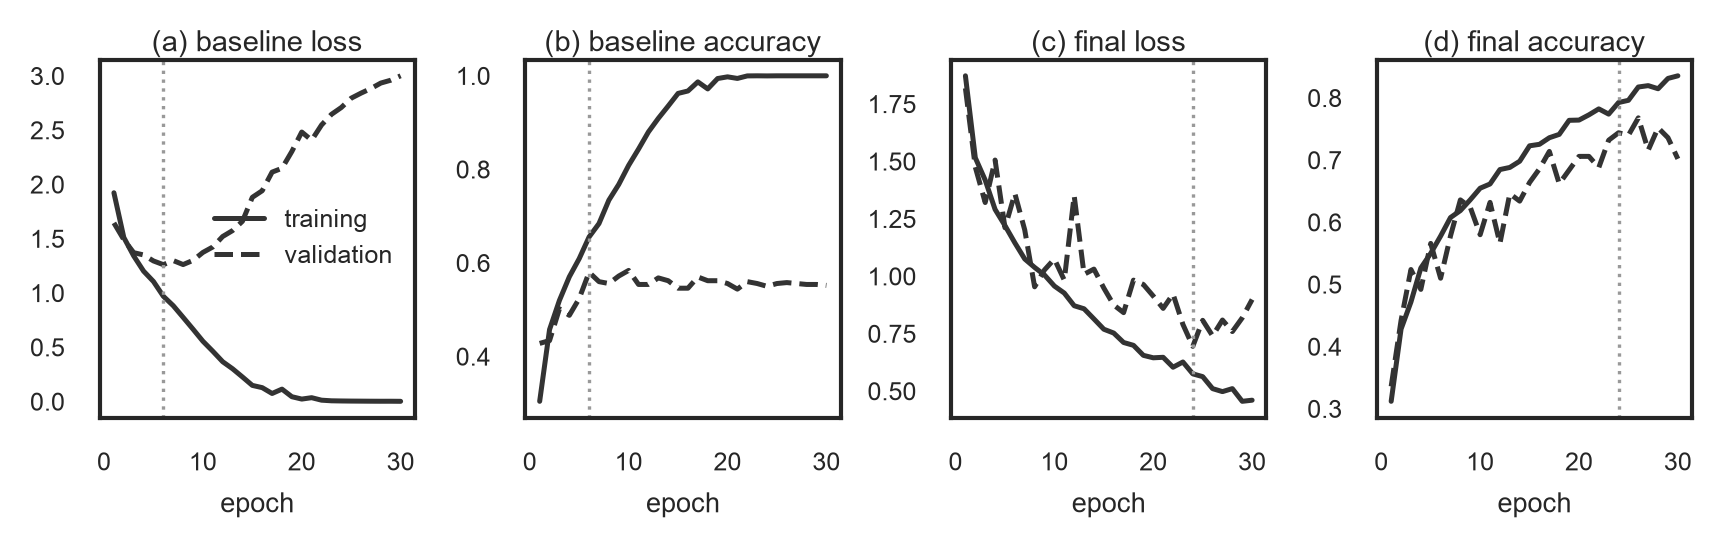 (a) baseline loss
3.0
2.5
2.0
1.5
1.0
0.5
0.0
training
validation
0 10 20 30
epoch
(b) baseline accuracy
1.0
0.8
0.6
0.4
0 10 20 30
epoch
(c) final loss
1.75
1.50
1.25
1.00
0.75
0.50
0 10 20 30
epoch
(d) final accuracy
0.8
0.7
0.6
0.5
0.4
0.3
0 10 20 30
epoch